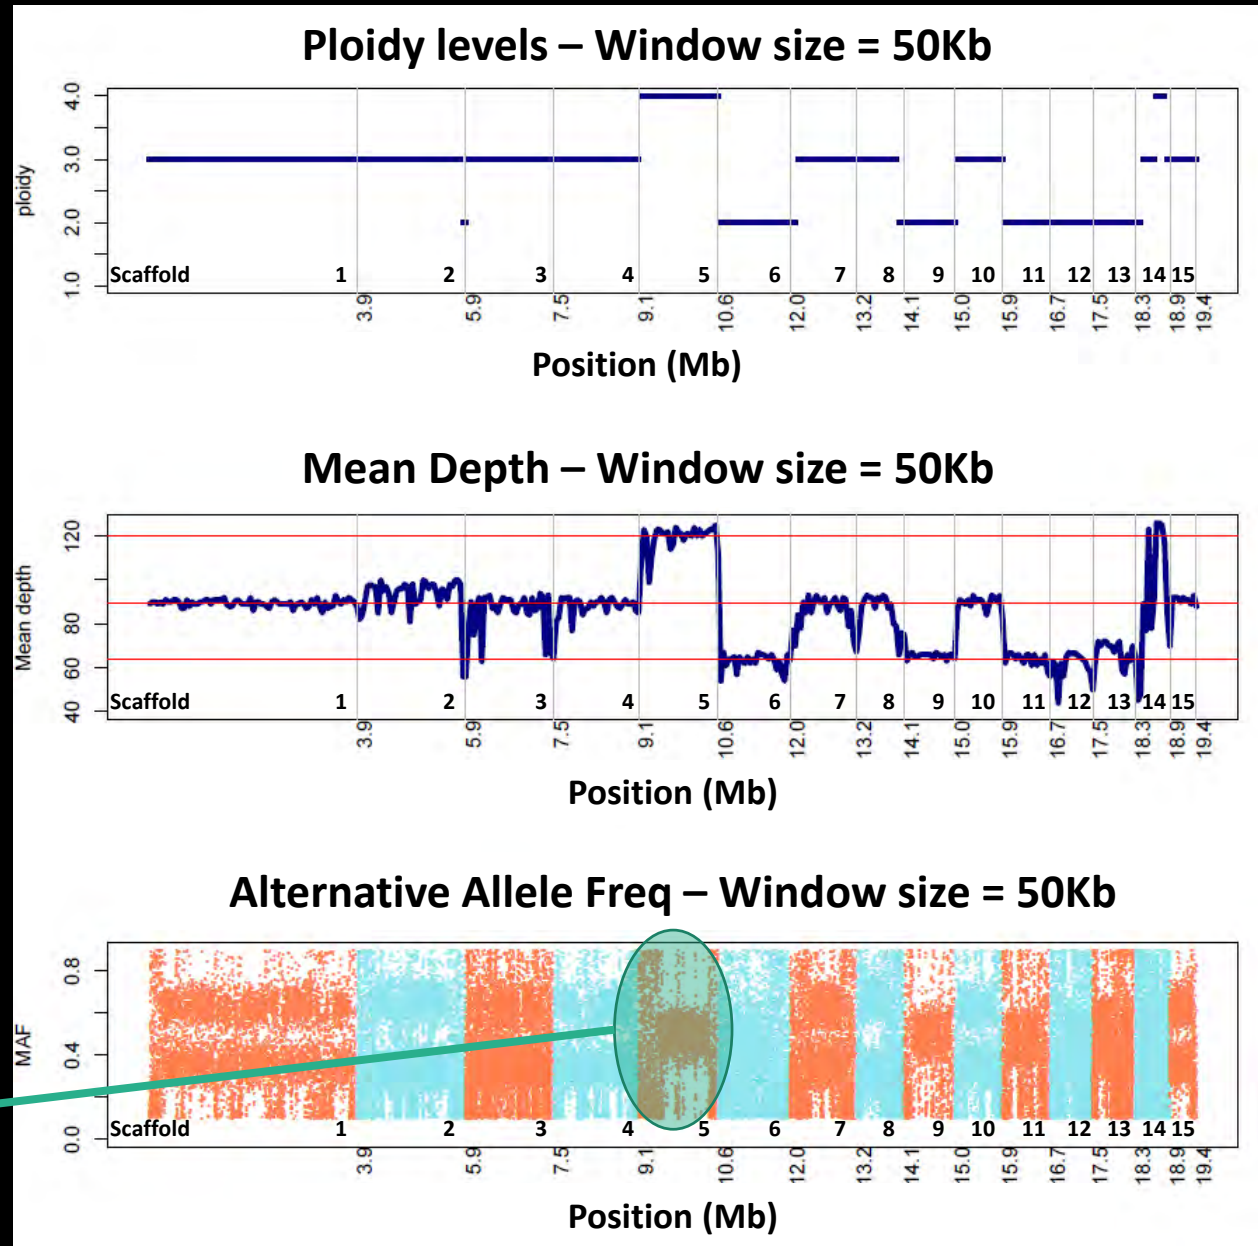 Ploidy levels – Window size = 50Kb
ploidy
4.0
3.0
2.0
1.0
Scaffold 1 2 3 4 5 6 7 8 9 10 11 12 13 14 15
3.9 5.9 7.5 9.1 10.6 12.0 13.2 14.1 15.0 15.9 16.7 17.5 18.3 18.9 19.4
Position (Mb)
Mean Depth – Window size = 50Kb
Mean depth
120
80
60
40
Scaffold 1 2 3 4 5 6 7 8 9 10 11 12 13 14 15
3.9 5.9 7.5 9.1 10.6 12.0 13.2 14.1 15.0 15.9 16.7 17.5 18.3 18.9 19.4
Position (Mb)
Alternative Allele Freq – Window size = 50Kb
MAF
0.8
0.4
0.0
Scaffold 1 2 3 4 5 6 7 8 9 10 11 12 13 14 15
3.9 5.9 7.5 9.1 10.6 12.0 13.2 14.1 15.0 15.9 16.7 17.5 18.3 18.9 19.4
Position (Mb)